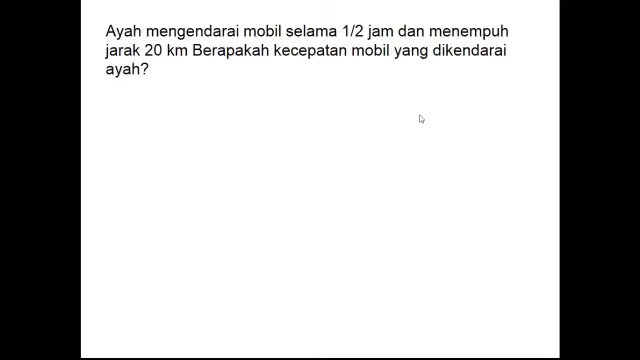 Ayah mengendarai mobil selama 1/2 jam dan menempuh
jarak 20 km Berapakah kecepatan mobil yang dikendarai
ayah?